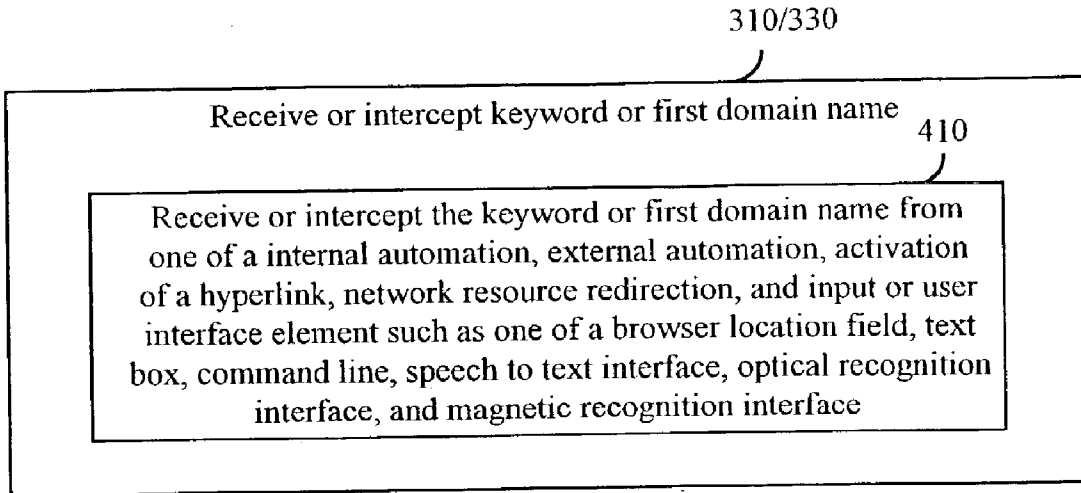 310/330
Receive or intercept keyword or first domain name
410
Receive or intercept the keyword or first domain name from
one of a internal automation, external automation, activation
of a hyperlink, network resource redirection, and input or user
interface element such as one of a browser location field, text
box, command line, speech to text interface, optical recognition
interface, and magnetic recognition interface